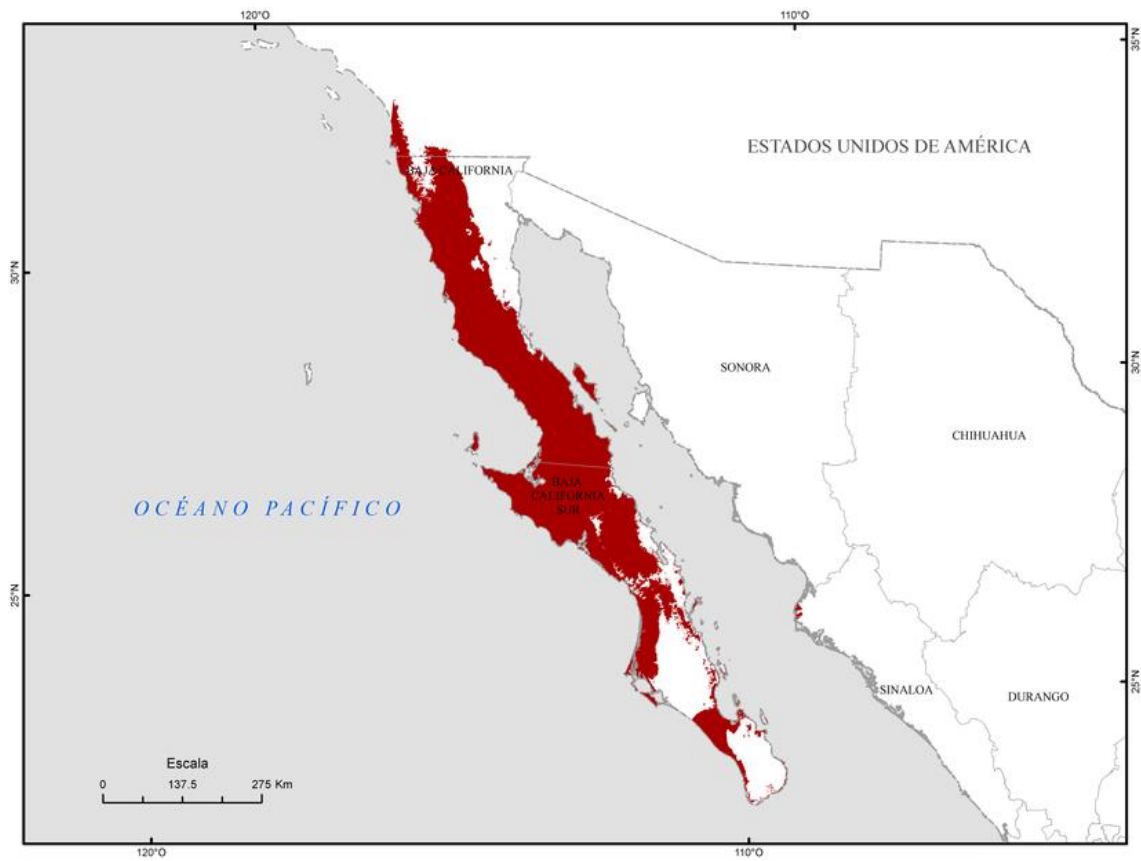 120°O
110°O
35°N
ESTADOS UNIDOS DE AMÉRICA
BAJA CALIFORNIA
30°N
30°N
SONORA
CHIHUAHUA
BAJA
CALIFORNIA
SUR
OCÉANO PACÍFICO
25°N
25°N
SINALOA
DURANGO
Escala
0 137.5 275 Km
120°O
110°O